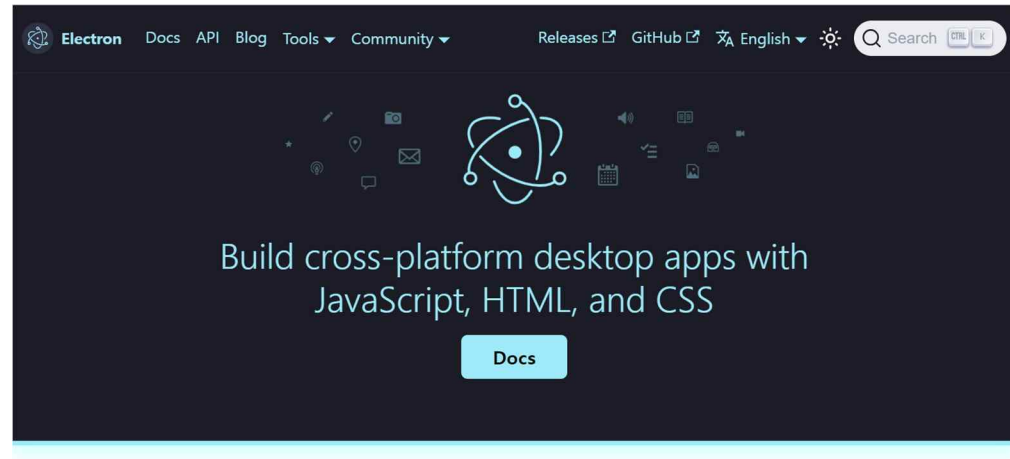 Electron Docs API Blog Tools Community Releases GitHub English Search CTRL K
Build cross-platform desktop apps with
JavaScript, HTML, and CSS
Docs